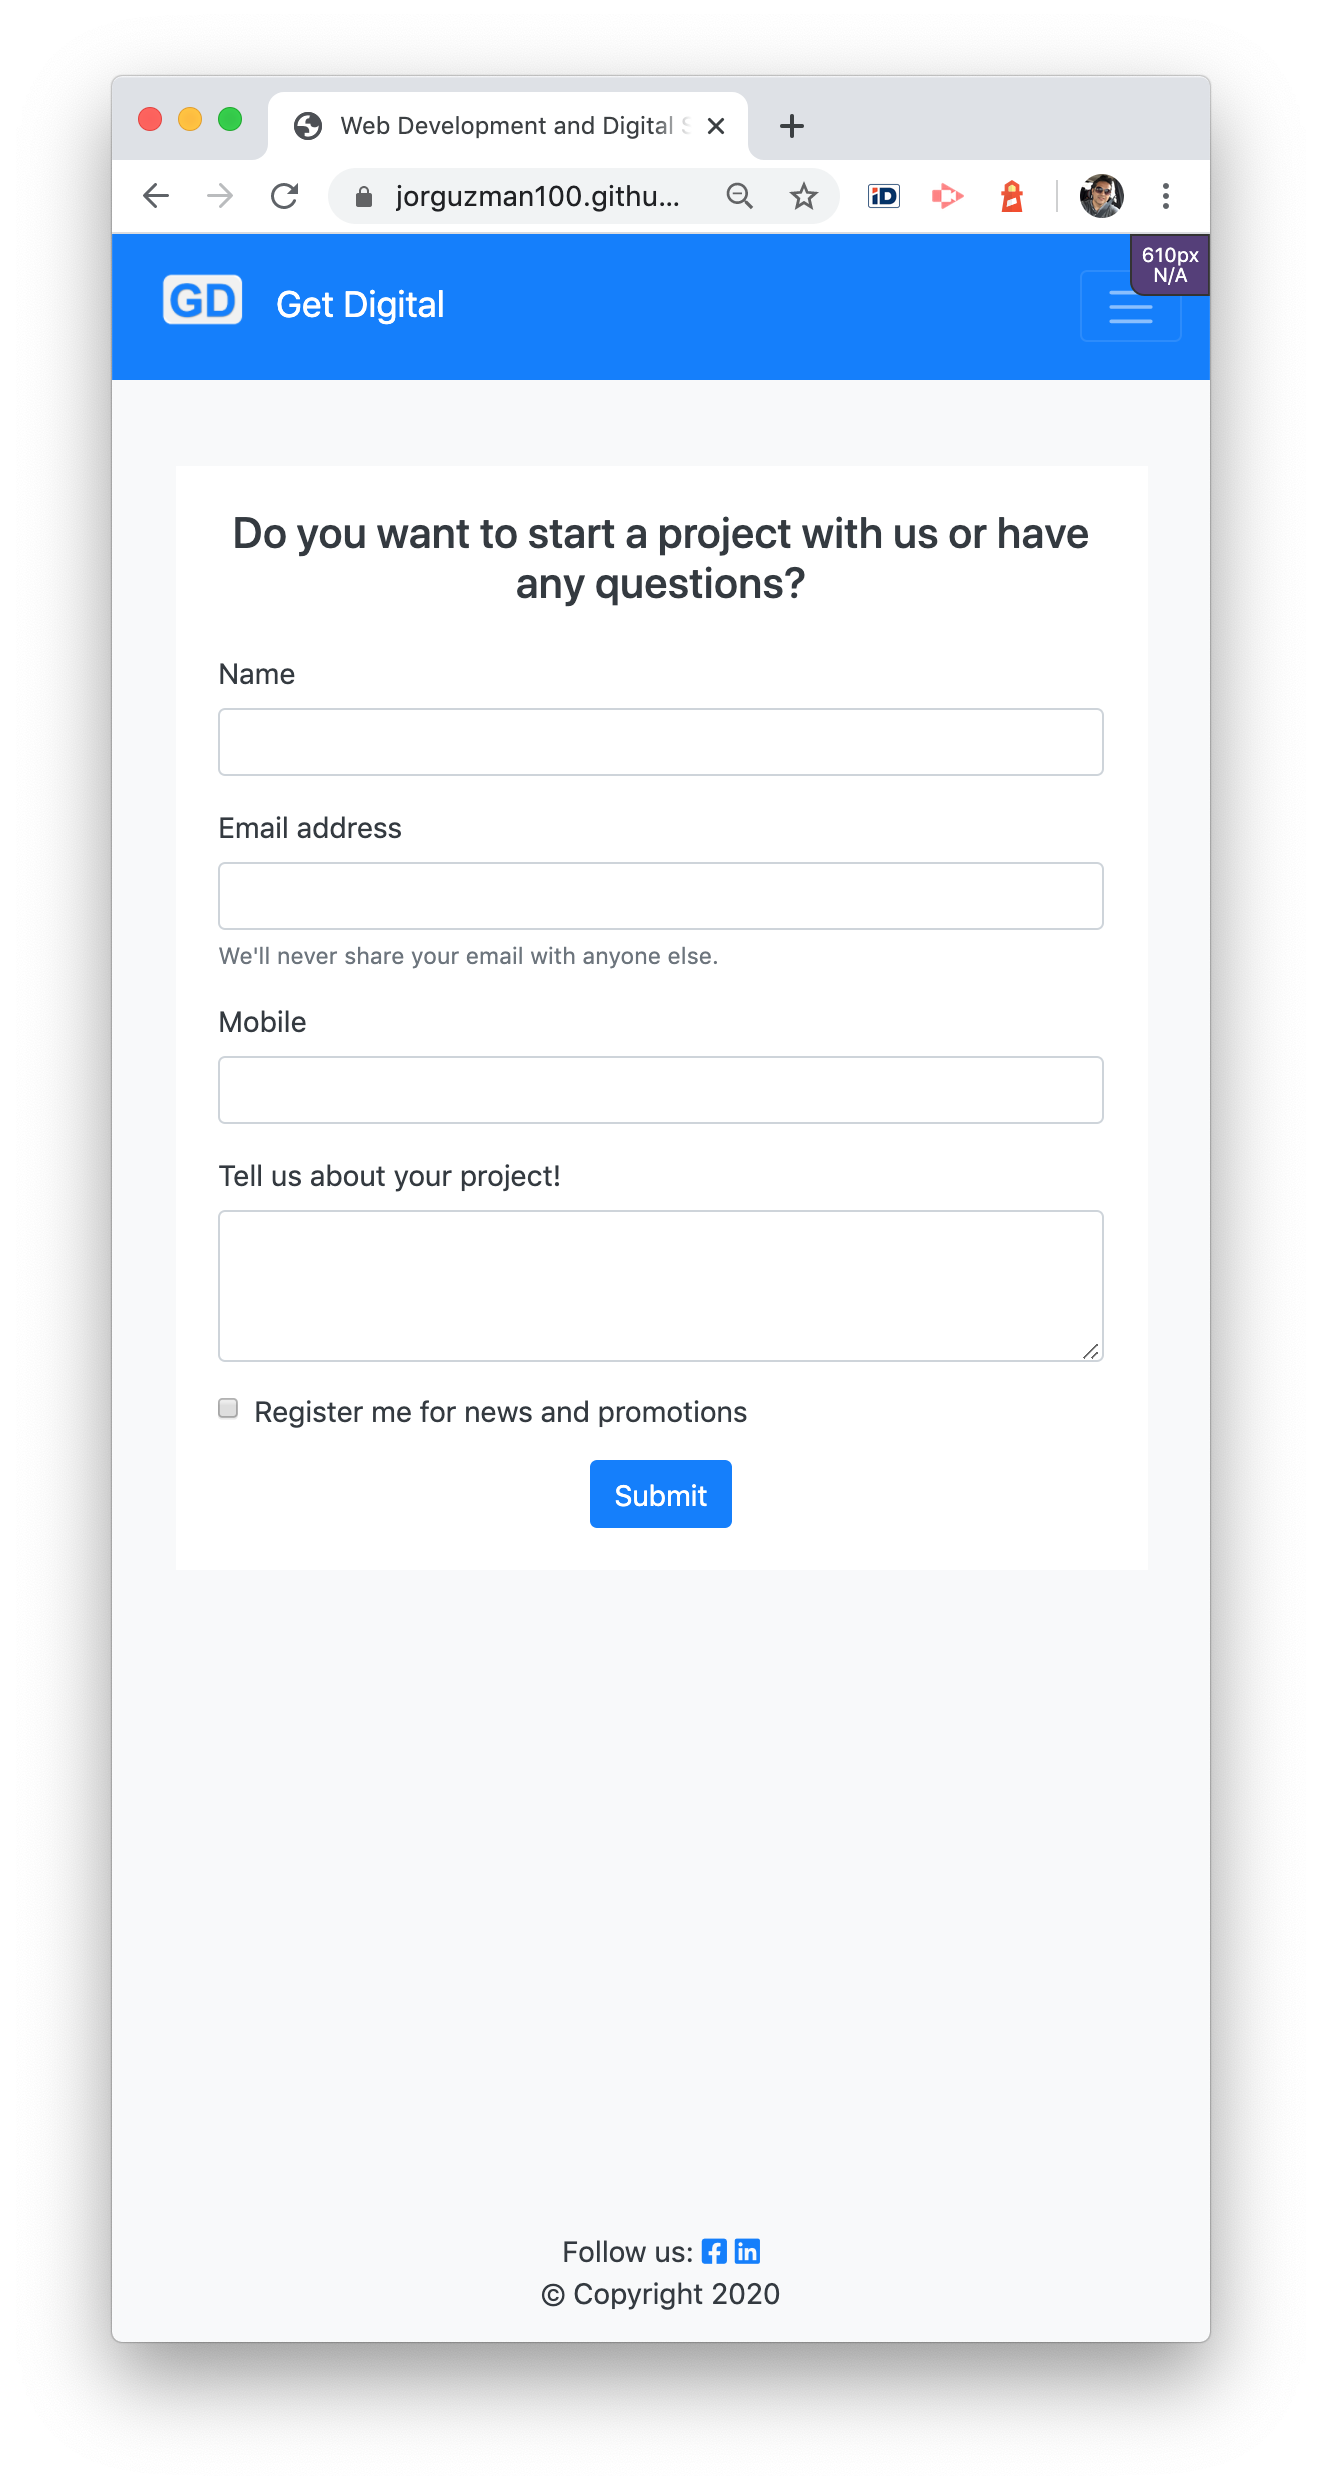 Web Development and Digital
jorguzman100.githu...
iD
610px
N/A
GD Get Digital
Do you want to start a project with us or have
any questions?
Name
Email address
We'll never share your email with anyone else.
Mobile
Tell us about your project!
Register me for news and promotions
Submit
Follow us:
© Copyright 2020